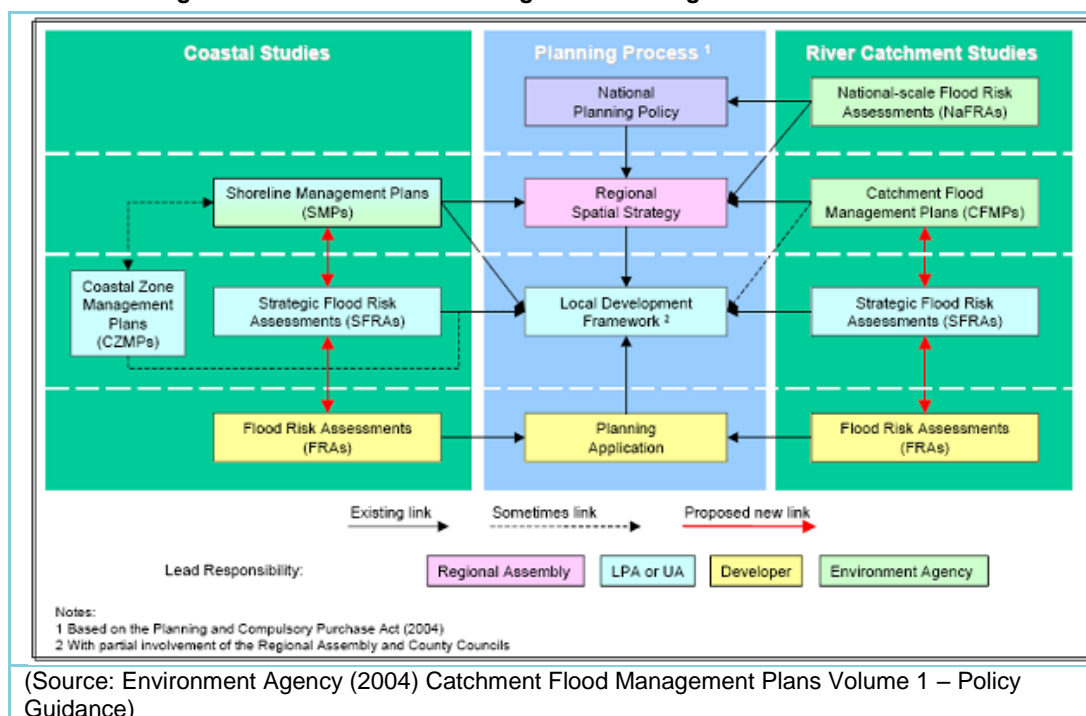 Coastal Studies
Planning Process 1
River Catchment Studies
National
Planning Policy
National-scale Flood Risk
Assessments (NaFRAs)
Shoreline Management Plans
(SMPs)
Regional
Spatial Strategy
Catchment Flood
Management Plans (CFMPs)
Coastal Zone
Management
Plans
(CZMPs)
Strategic Flood Risk
Assessments (SFRAs)
Local Development
Framework 2
Strategic Flood Risk
Assessments (SFRAs)
Flood Risk Assessments
(FRAs)
Planning
Application
Flood Risk Assessments
(FRAs)
Existing link
Sometimes link
Proposed new link
Lead Responsibility:
Regional Assembly
LPA or UA
Developer
Environment Agency
Notes:
1 Based on the Planning and Compulsory Purchase Act (2004)
2 With partial involvement of the Regional Assembly and County Councils
(Source: Environment Agency (2004) Catchment Flood Management Plans Volume 1 – Policy
Guidance)